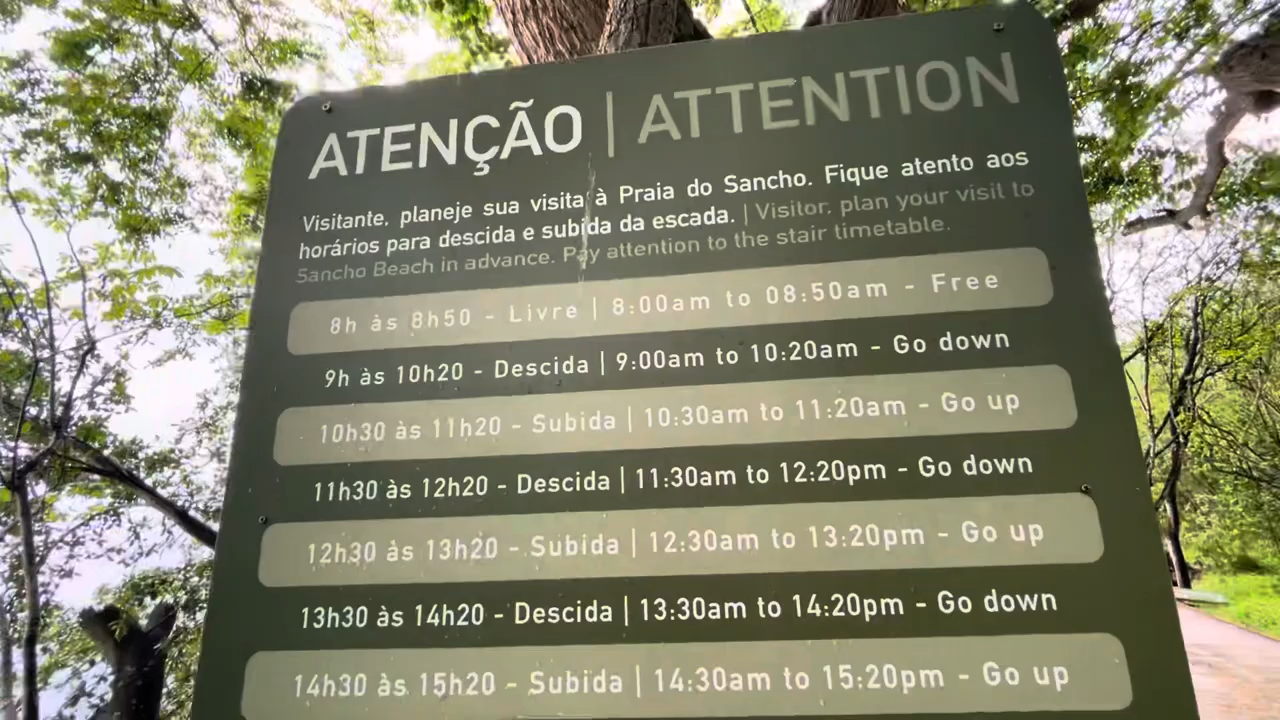 ATENÇÃO | ATTENTION
Visitante, planeje sua visita à Praia do Sancho. Fique atento aos
horários para descida e subida da escada. | Visitor, plan your visit to
Sancho Beach in advance. Pay attention to the stair timetable.
8h às 8h50 - Livre | 8:00am to 08:50am - Free
9h às 10h20 - Descida | 9:00am to 10:20am - Go down
10h30 às 11h20 - Subida | 10:30am to 11:20am - Go up
11h30 às 12h20 - Descida | 11:30am to 12:20pm - Go down
12h30 às 13h20 - Subida | 12:30am to 13:20pm - Go up
13h30 às 14h20 - Descida | 13:30am to 14:20pm - Go down
14h30 às 15h20 - Subida | 14:30am to 15:20pm - Go up